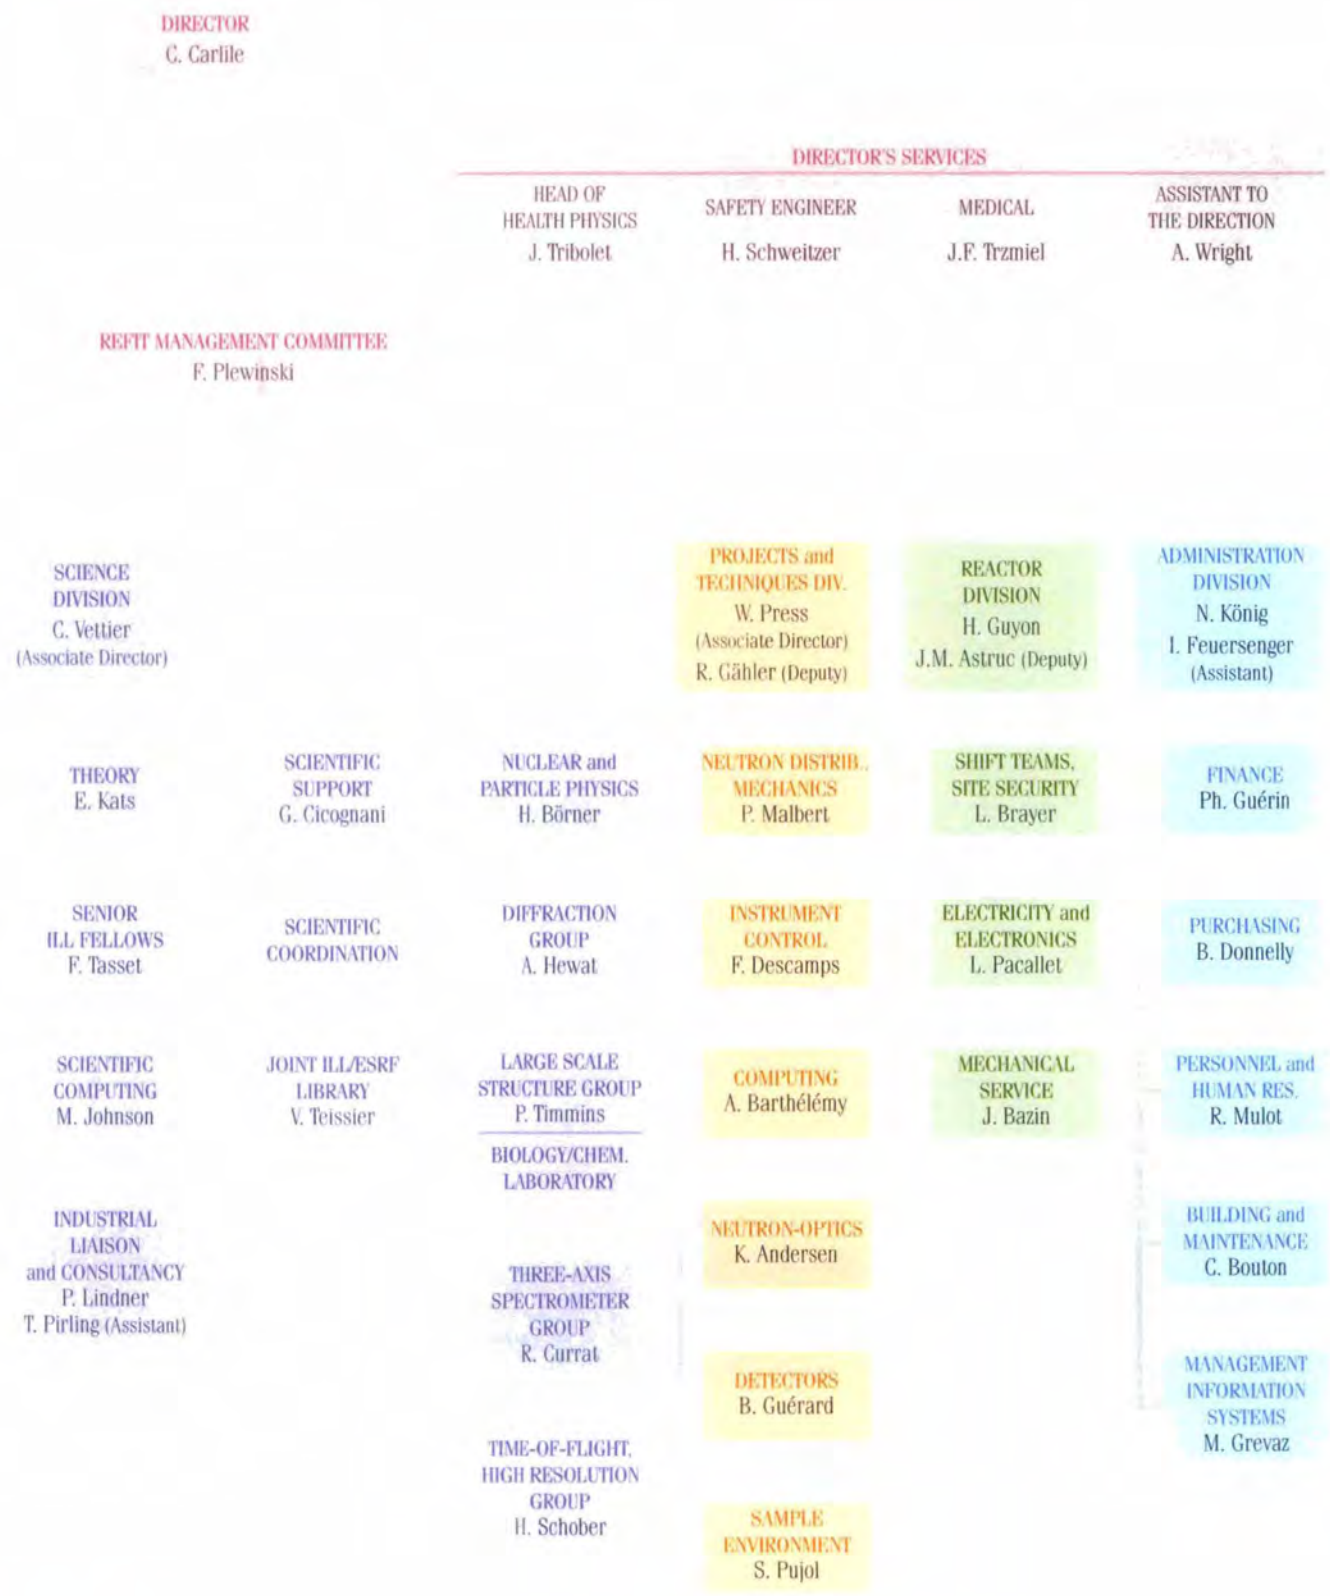 DIRECTOR
C. Carlile
DIRECTOR'S SERVICES
HEAD OF
HEALTH PHYSICS
J. Tribolet
SAFETY ENGINEER
H. Schweitzer
MEDICAL
J.F. Trzmiel
ASSISTANT TO
THE DIRECTION
A. Wright
REFIT MANAGEMENT COMMITTEE
F. Plewinski
SCIENCE
DIVISION
C. Vettier
(Associate Director)
PROJECTS and
TECHNIQUES DIV.
W. Press
(Associate Director)
R. Gähler (Deputy)
REACTOR
DIVISION
H. Guyon
J.M. Astruc (Deputy)
ADMINISTRATION
DIVISION
N. König
I. Feuersenger
(Assistant)
THEORY
E. Kats
SCIENTIFIC
SUPPORT
G. Cicognani
NUCLEAR and
PARTICLE PHYSICS
H. Börner
NEUTRON DISTRIB.,
MECHANICS
P. Malbert
SHIFT TEAMS,
SITE SECURITY
L. Brayer
FINANCE
Ph. Guérin
SENIOR
ILL FELLOWS
F. Tasset
SCIENTIFIC
COORDINATION
DIFFRACTION
GROUP
A. Hewat
INSTRUMENT
CONTROL
F. Descamps
ELECTRICITY and
ELECTRONICS
L. Pacallet
PURCHASING
B. Donnelly
SCIENTIFIC
COMPUTING
M. Johnson
JOINT ILL/ESRF
LIBRARY
V. Teissier
LARGE SCALE
STRUCTURE GROUP
P. Timmins
BIOLOGY/CHEM.
LABORATORY
COMPUTING
A. Barthélémy
MECHANICAL
SERVICE
J. Bazin
PERSONNEL and
HUMAN RES.
R. Mulot
INDUSTRIAL
LIAISON
and CONSULTANCY
P. Lindner
T. Pirling (Assistant)
THREE-AXIS
SPECTROMETER
GROUP
R. Currat
NEUTRON-OPTICS
K. Andersen
BUILDING and
MAINTENANCE
C. Bouton
DETECTORS
B. Guérard
MANAGEMENT
INFORMATION
SYSTEMS
M. Grevaz
TIME-OF-FLIGHT,
HIGH RESOLUTION
GROUP
H. Schober
SAMPLE
ENVIRONMENT
S. Pujol